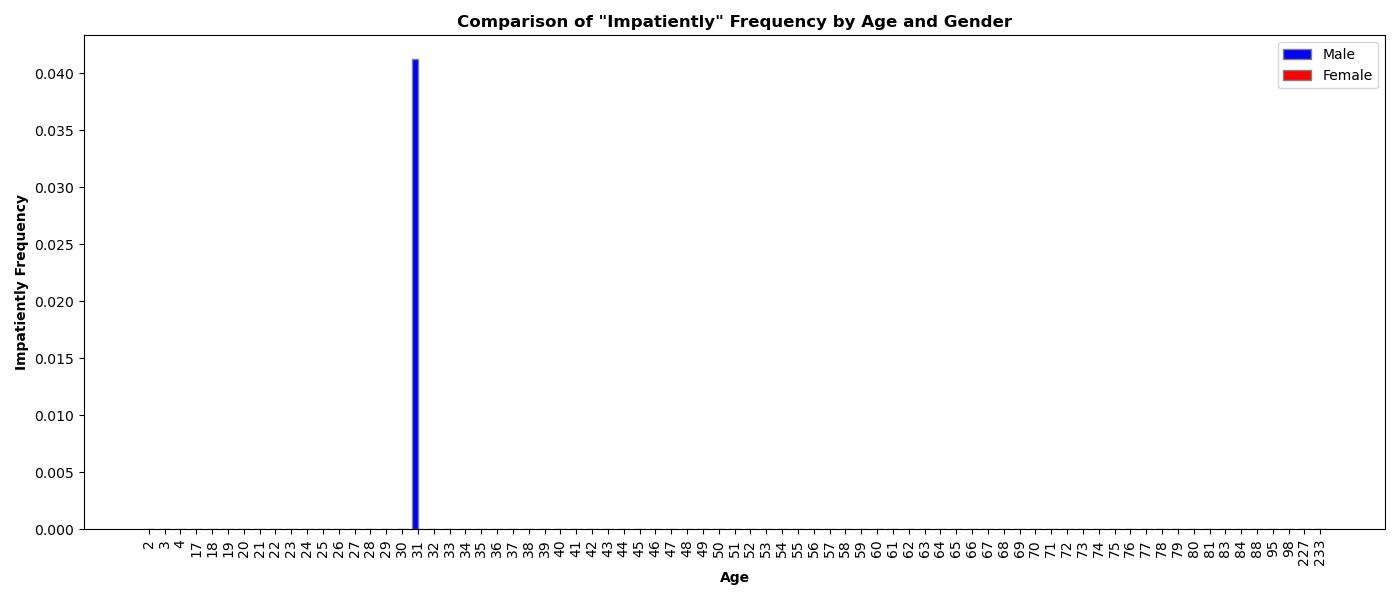 Comparison of "Impatiently" Frequency by Age and Gender
Male
Female
Impatiently Frequency
0.040
0.035
0.030
0.025
0.020
0.015
0.010
0.005
0.000
2 3 4 17 18 19 20 21 22 23 24 25 26 27 28 29 30 31 32 33 34 35 36 37 38 39 40 41 42 43 44 45 46 47 48 49 50 51 52 53 54 55 56 57 58 59 60 61 62 63 64 65 66 67 68 69 70 71 72 73 74 75 76 77 78 79 80 81 83 84 88 95 98 227 233
Age